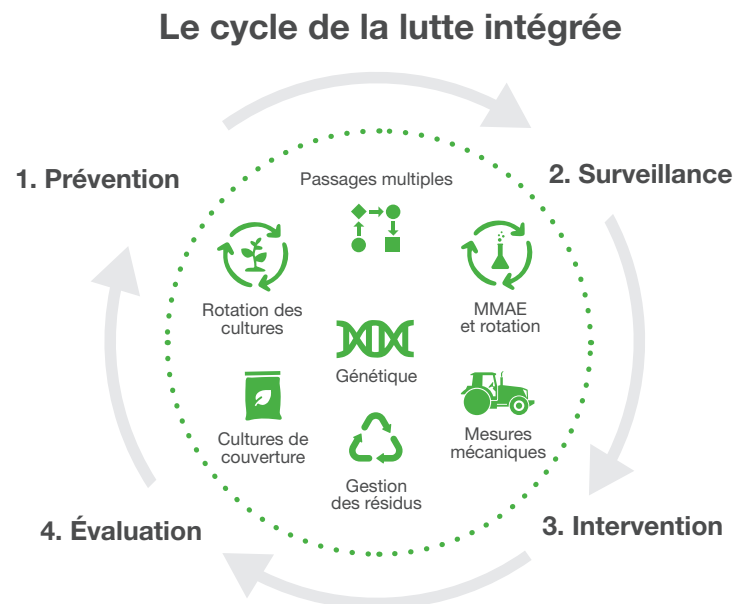 Le cycle de la lutte intégrée
1. Prévention
2. Surveillance
Passages multiples
Rotation des
cultures
MMAE
et rotation
Génétique
Cultures de
couverture
Mesures
mécaniques
Gestion
des résidus
4. Évaluation
3. Intervention